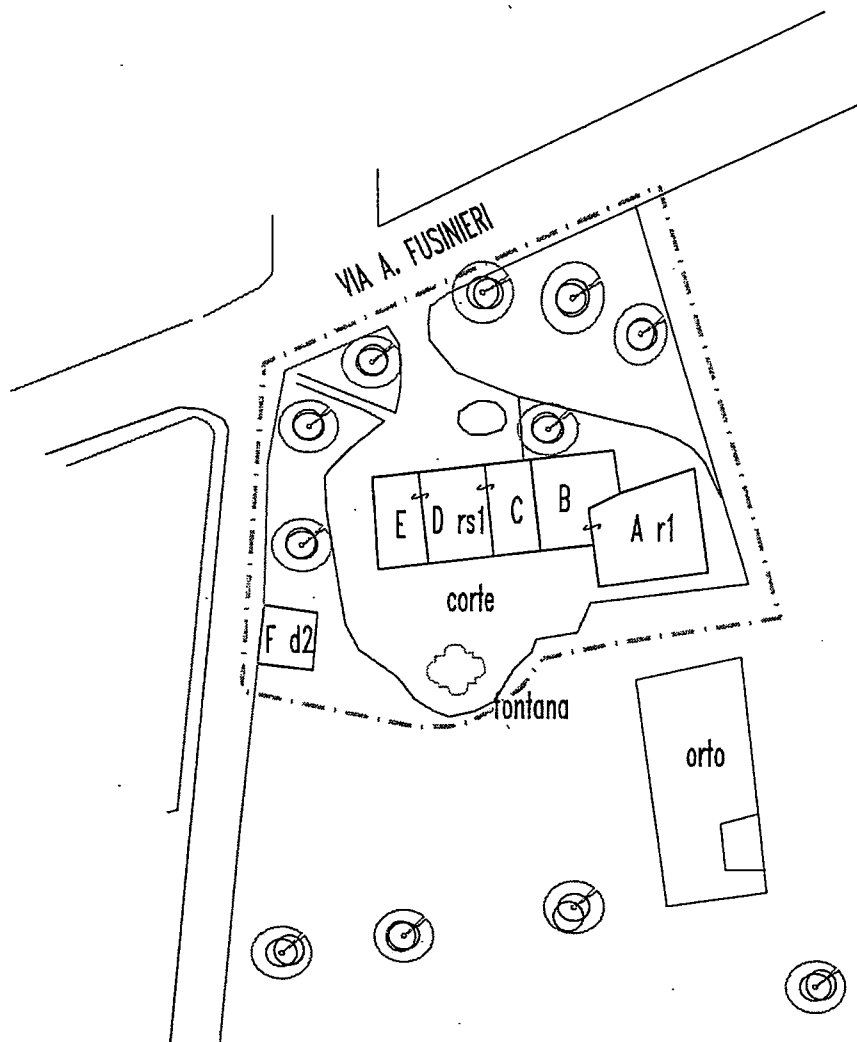 VIA A. FUSINIERI
E
D rs1
C
B
A r1
corte
F d2
fontana
orto